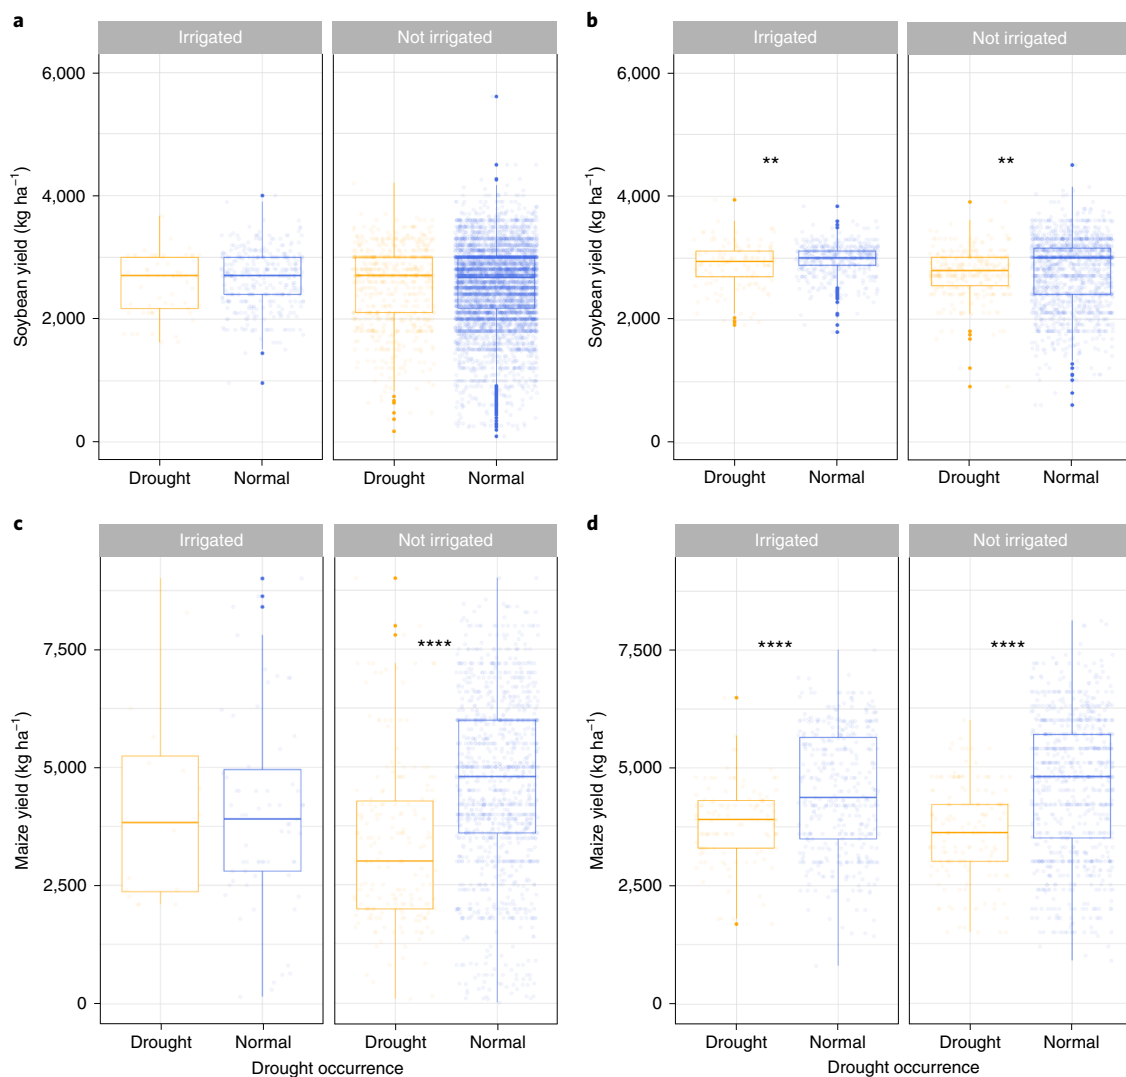 a
Irrigated
Not irrigated
6,000
4,000
2,000
0
Soybean yield (kg ha⁻¹)
Drought
Normal
Drought
Normal
b
Irrigated
Not irrigated
6,000
4,000
2,000
0
Soybean yield (kg ha⁻¹)
**
**
Drought
Normal
Drought
Normal
c
Irrigated
Not irrigated
7,500
5,000
2,500
0
Maize yield (kg ha⁻¹)
****
Drought
Normal
Drought
Normal
Drought occurrence
d
Irrigated
Not irrigated
7,500
5,000
2,500
0
Maize yield (kg ha⁻¹)
****
****
Drought
Normal
Drought
Normal
Drought occurrence